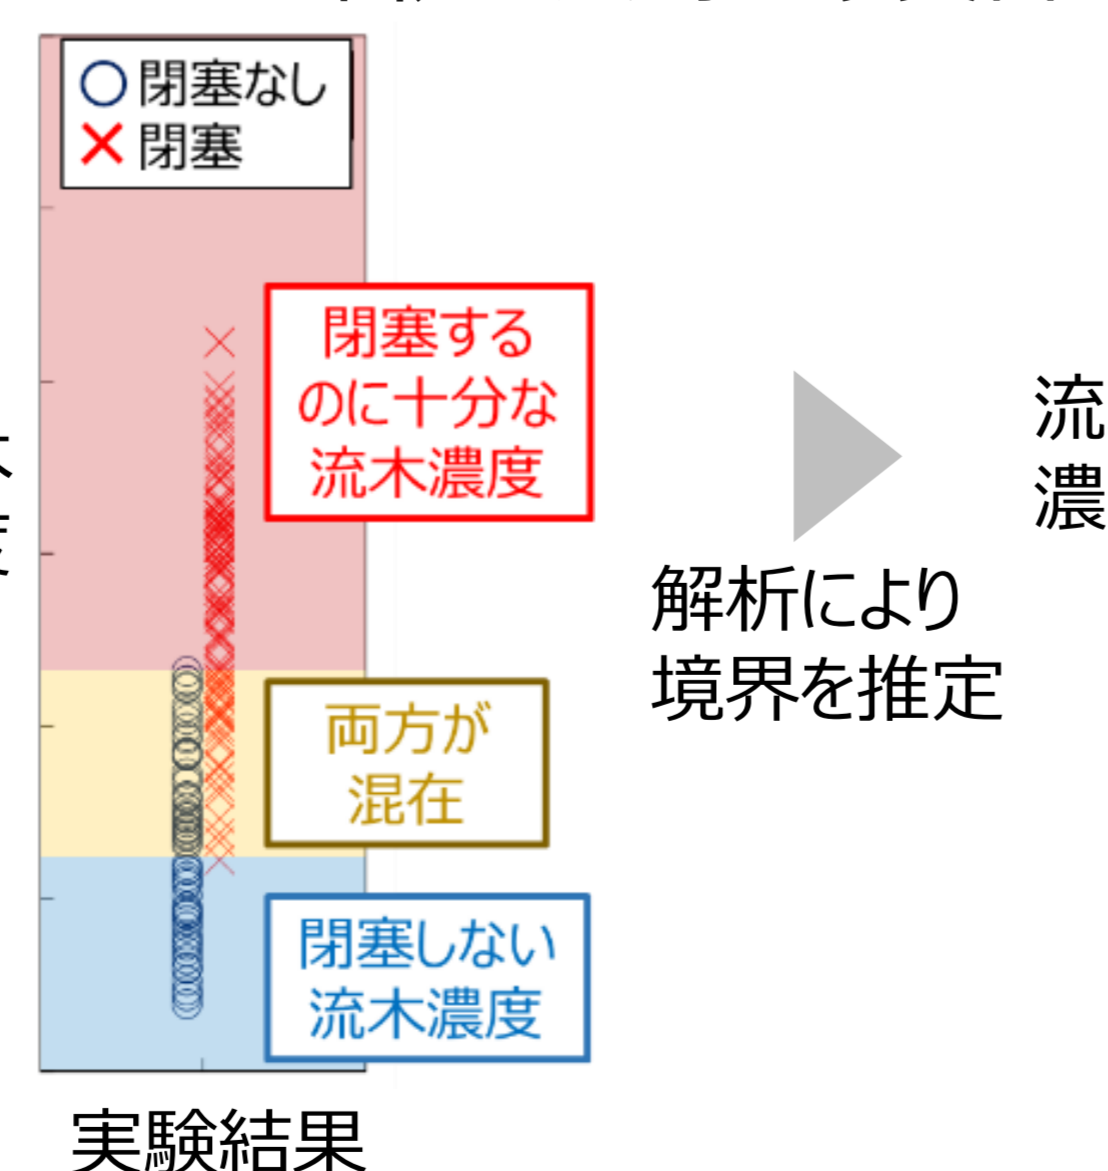 閉塞なし
閉塞
閉塞する
のに十分な
流木濃度
両方が
混在
閉塞しない
流木濃度
実験結果
解析により
境界を推定
流
濃